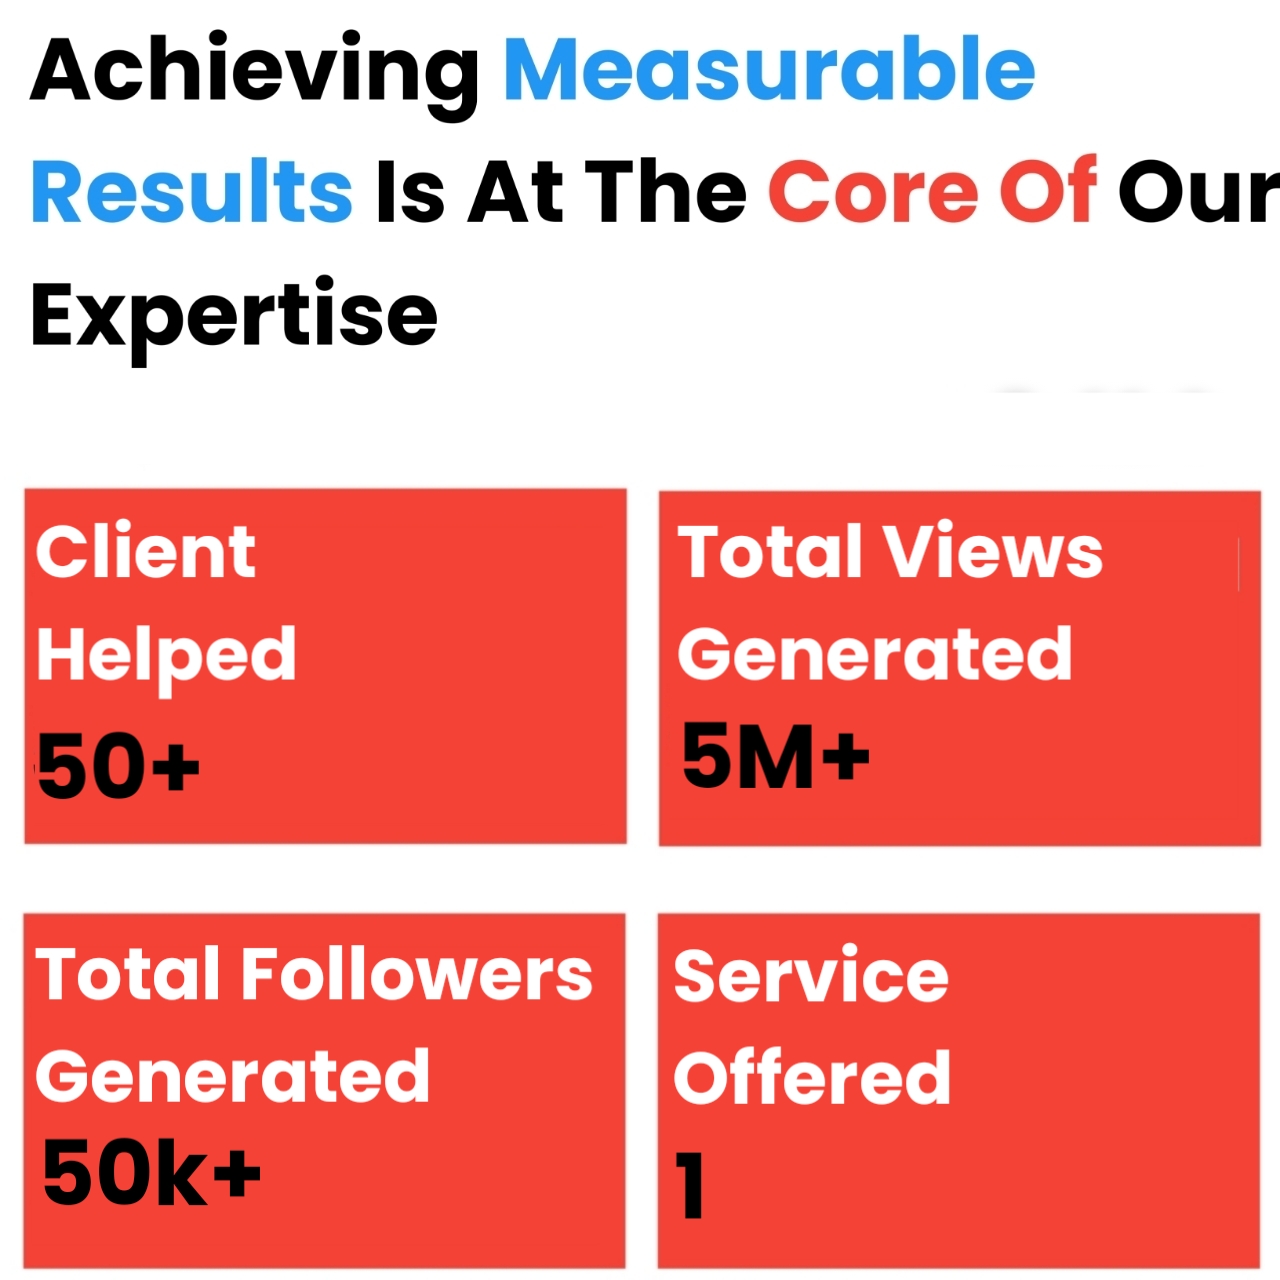 Achieving Measurable
Results Is At The Core Of Our
Expertise
Client
Helped
50+
Total Views
Generated
5M+
Total Followers
Generated
50k+
Service
Offered
1